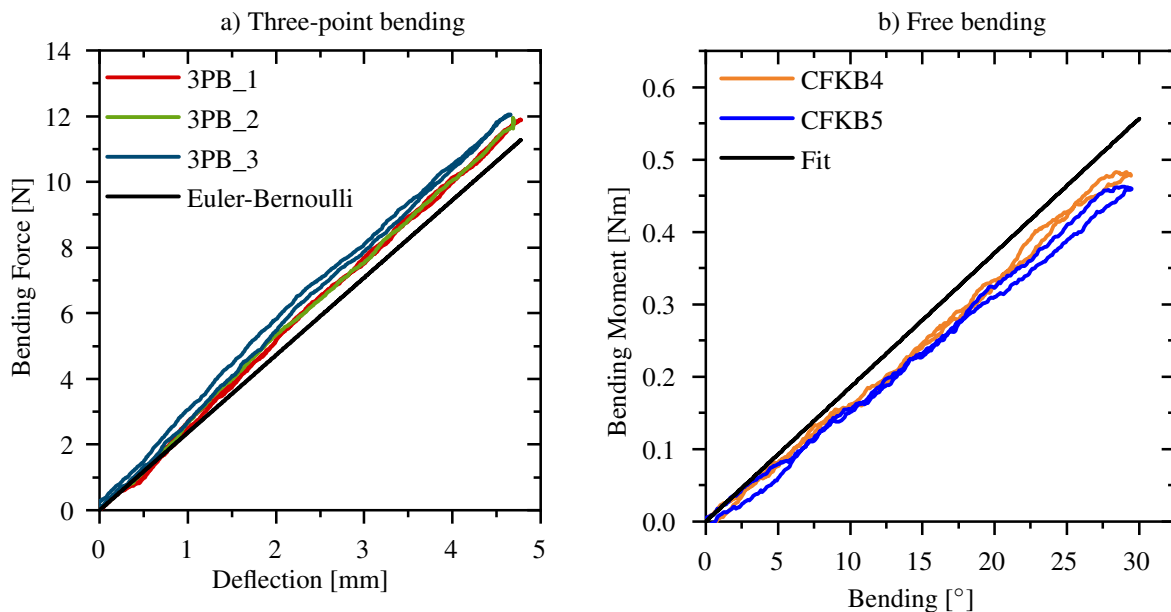 a) Three-point bending
14
12
10
8
6
4
2
0
Bending Force [N]
3PB_1
3PB_2
3PB_3
Euler-Bernoulli
0 1 2 3 4 5
Deflection [mm]
b) Free bending
0.6
0.5
0.4
0.3
0.2
0.1
0.0
Bending Moment [Nm]
CFKB4
CFKB5
Fit
0 5 10 15 20 25 30
Bending [°]